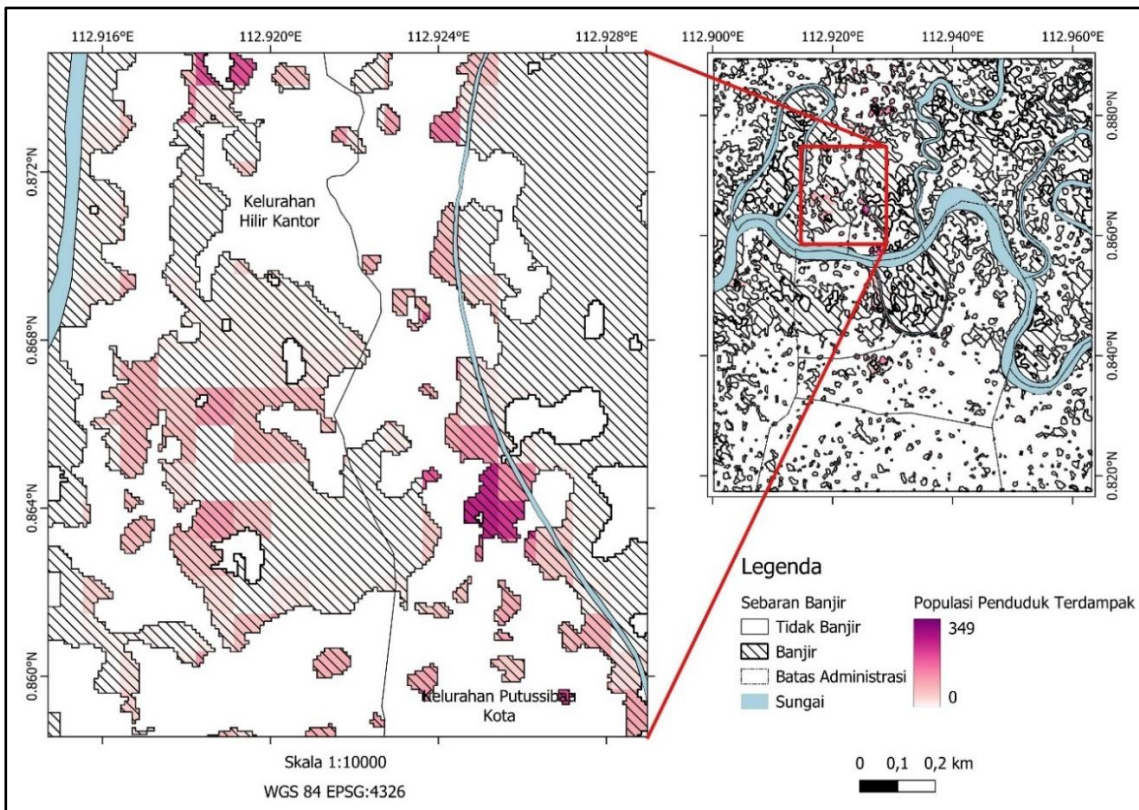 112.916°E 112.920°E 112.924°E 112.928°E
0.872°N
0.868°N
0.864°N
0.860°N
Kelurahan
Hilir Kantor
Kelurahan Putussibau
Kota
Skala 1:10000
WGS 84 EPSG:4326
112.900°E 112.920°E 112.940°E 112.960°E
0.880°N
0.860°N
0.840°N
0.820°N
Legenda
Sebaran Banjir
Tidak Banjir
Banjir
Batas Administrasi
Sungai
Populasi Penduduk Terdampak
349
0
0 0,1 0,2 km